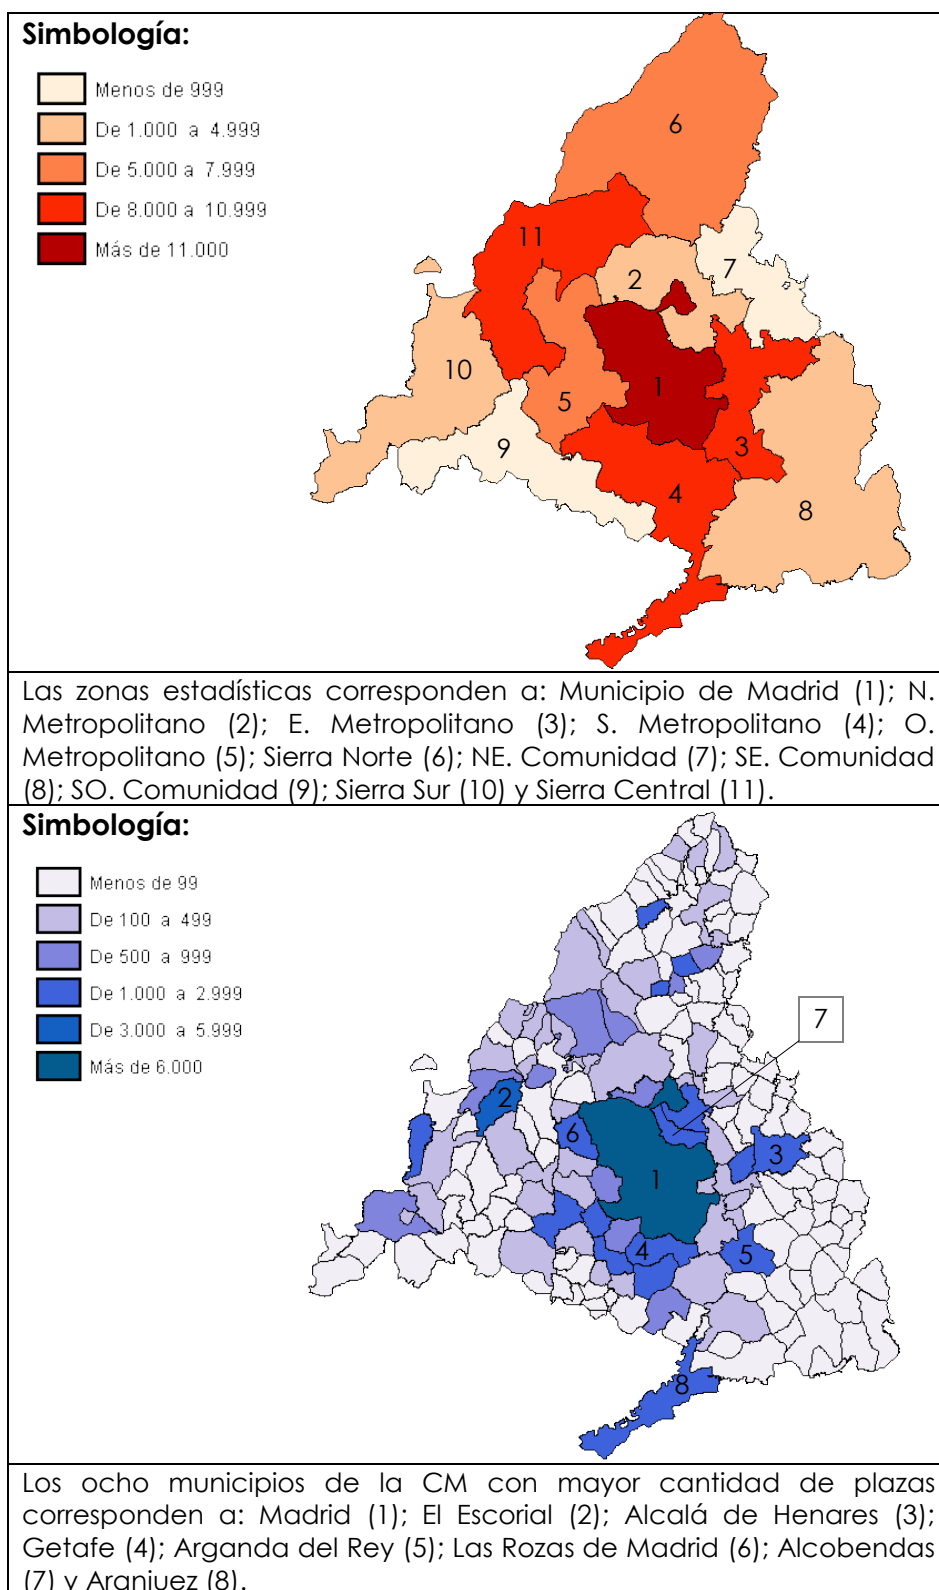 Simbología:
Menos de 999
De 1.000 a 4.999
De 5.000 a 7.999
De 8.000 a 10.999
Más de 11.000
6
11
2
7
10
5
1
9
3
4
8
Las zonas estadísticas corresponden a: Municipio de Madrid (1); N.
Metropolitano (2); E. Metropolitano (3); S. Metropolitano (4); O.
Metropolitano (5); Sierra Norte (6); NE. Comunidad (7); SE. Comunidad
(8); SO. Comunidad (9); Sierra Sur (10) y Sierra Central (11).
Simbología:
Menos de 99
De 100 a 499
De 500 a 999
De 1.000 a 2.999
De 3.000 a 5.999
Más de 6.000
7
2
6
3
1
4
5
8
Los ocho municipios de la CM con mayor cantidad de plazas
corresponden a: Madrid (1); El Escorial (2); Alcalá de Henares (3);
Getafe (4); Arganda del Rey (5); Las Rozas de Madrid (6); Alcobendas
(7) y Aranjuez (8).